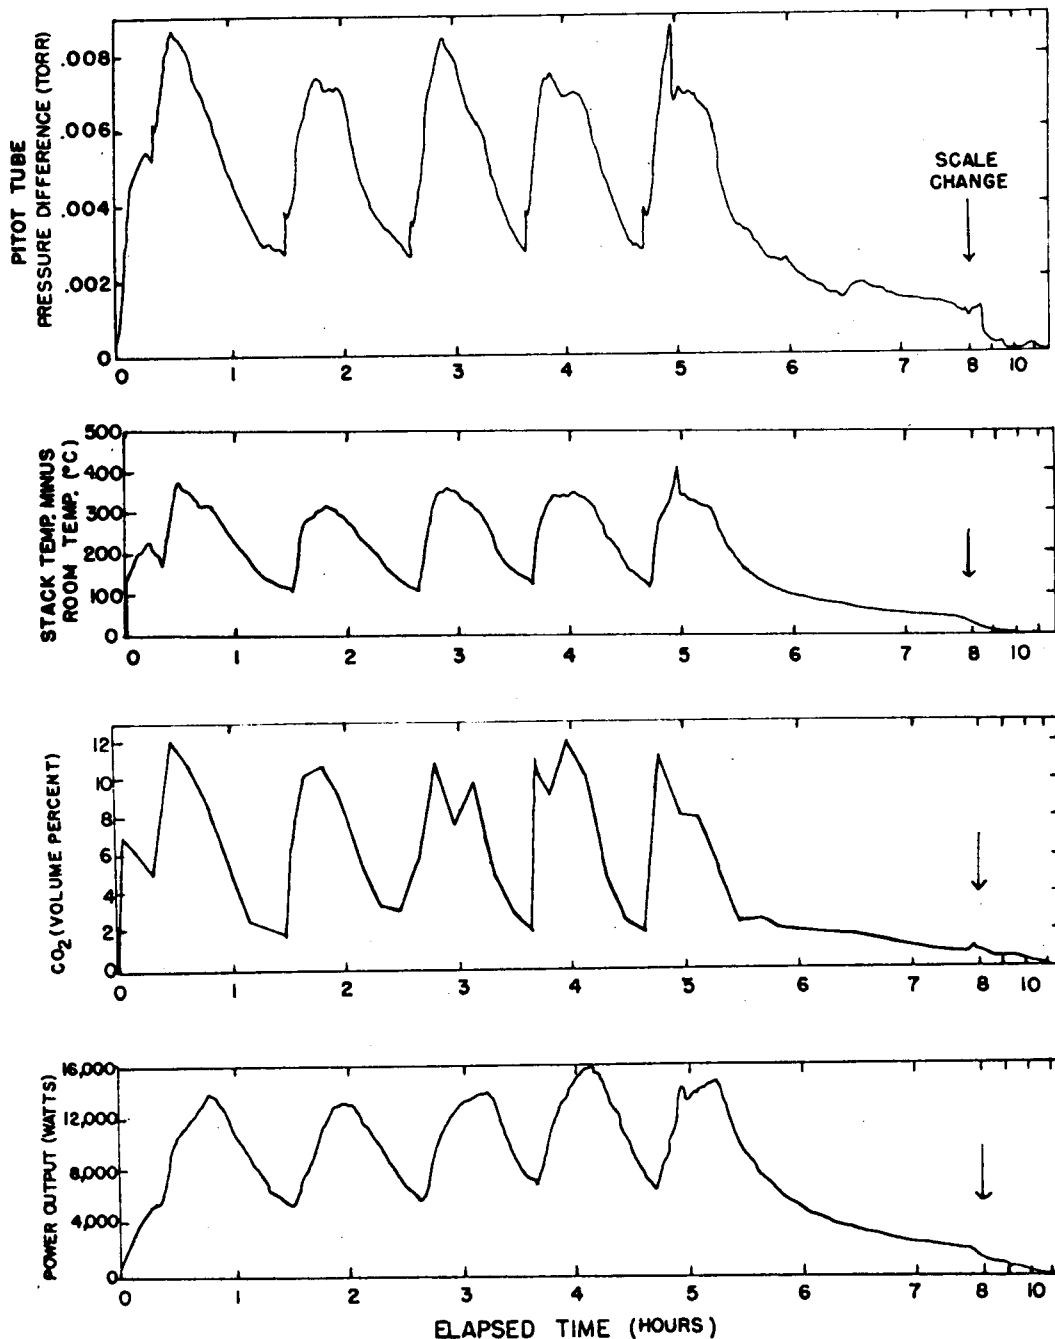 PITOT TUBE
PRESSURE DIFFERENCE (TORR)
.008
.006
.004
.002
0
SCALE
CHANGE
0 1 2 3 4 5 6 7 8 10
STACK TEMP. MINUS
ROOM TEMP. (°C)
500
400
300
200
100
0
0 1 2 3 4 5 6 7 8 10
CO2 (VOLUME PERCENT)
12
10
8
6
4
2
0
0 1 2 3 4 5 6 7 8 10
POWER OUTPUT (WATTS)
16,000
12,000
8,000
4,000
0
0 1 2 3 4 5 6 7 8 10
ELAPSED TIME (HOURS)